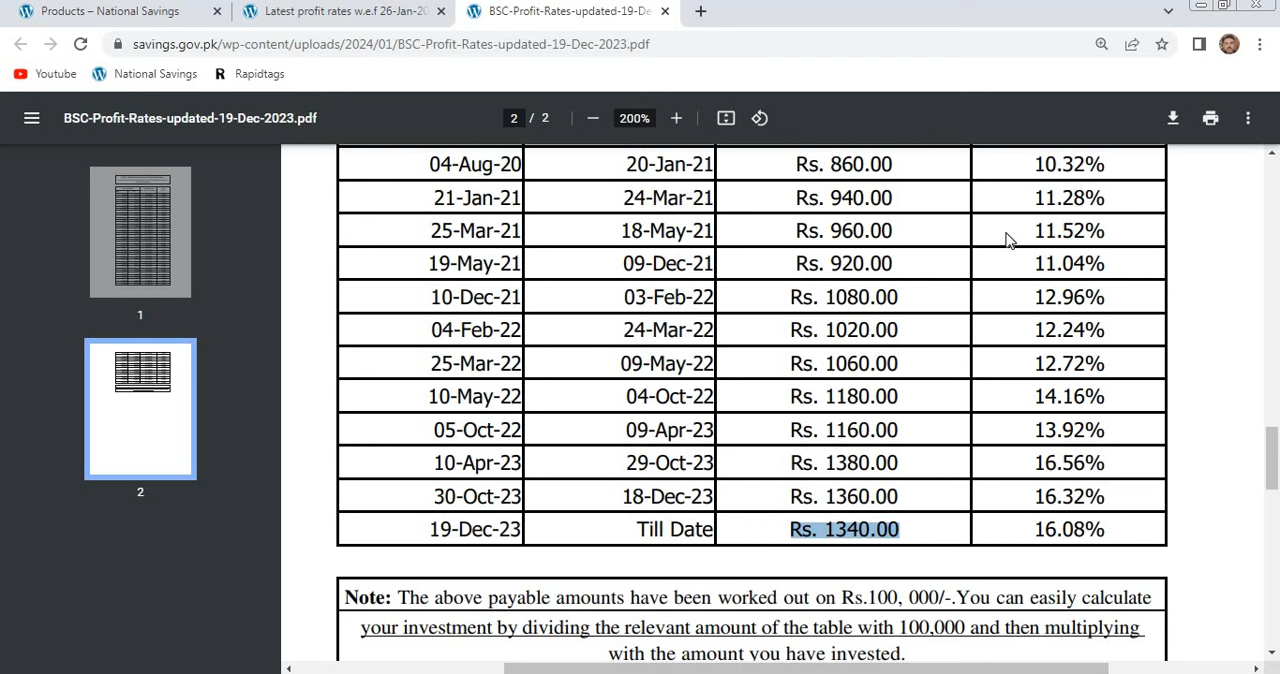 Products – National Savings
Latest profit rates w.e.f 26-Jan-20
BSC-Profit-Rates-updated-19-De
savings.gov.pk/wp-content/uploads/2024/01/BSC-Profit-Rates-updated-19-Dec-2023.pdf
Youtube National Savings R Rapidtags
BSC-Profit-Rates-updated-19-Dec-2023.pdf 2 / 2 200%
04-Aug-20 20-Jan-21 Rs. 860.00 10.32%
21-Jan-21 24-Mar-21 Rs. 940.00 11.28%
25-Mar-21 18-May-21 Rs. 960.00 11.52%
19-May-21 09-Dec-21 Rs. 920.00 11.04%
10-Dec-21 03-Feb-22 Rs. 1080.00 12.96%
04-Feb-22 24-Mar-22 Rs. 1020.00 12.24%
25-Mar-22 09-May-22 Rs. 1060.00 12.72%
10-May-22 04-Oct-22 Rs. 1180.00 14.16%
05-Oct-22 09-Apr-23 Rs. 1160.00 13.92%
10-Apr-23 29-Oct-23 Rs. 1380.00 16.56%
30-Oct-23 18-Dec-23 Rs. 1360.00 16.32%
19-Dec-23 Till Date Rs. 1340.00 16.08%
Note: The above payable amounts have been worked out on Rs.100, 000/-.You can easily calculate
your investment by dividing the relevant amount of the table with 100,000 and then multiplying
with the amount you have invested.
1
2